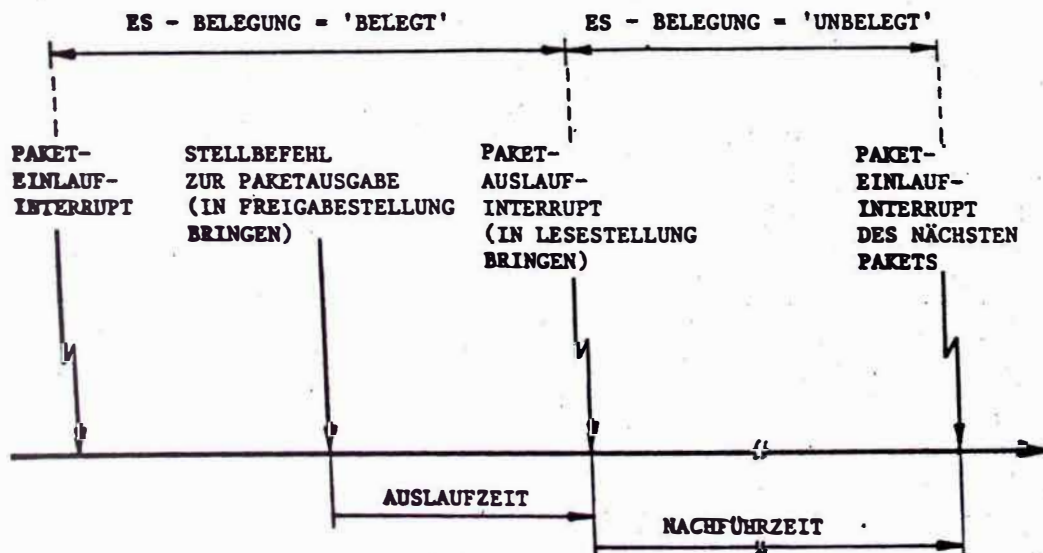 ES - BELEGUNG = 'BELEGT'
ES - BELEGUNG = 'UNBELEGT'
PAKET-
EINLAUF-
INTERRUPT
STELLBEFEHL
ZUR PAKETAUSGABE
(IN FREIGABESTELLUNG
BRINGEN)
PAKET-
AUSLAUF-
INTERRUPT
(IN LESESTELLUNG
BRINGEN)
PAKET-
EINLAUF-
INTERRUPT
DES NÄCHSTEN
PAKETS
AUSLAUFZEIT
NACHFÜHRZEIT